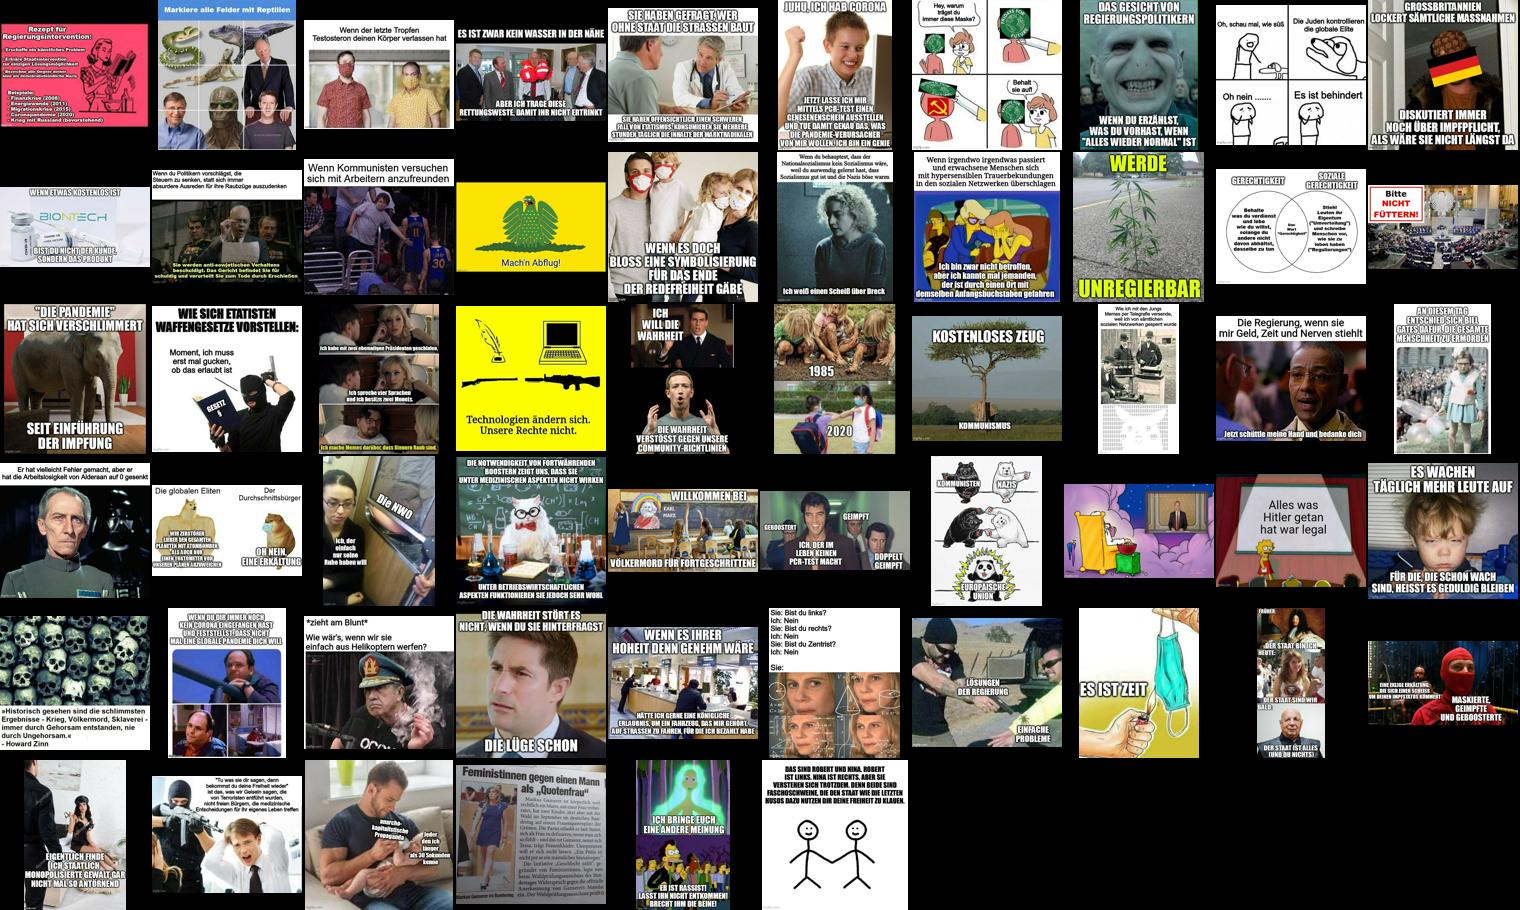 Rezept für
Regierungsintervention:
- Erschaffe ein künstliches Problem
- Erkläre Staatsintervention
zur einzigen Lösungsmöglichkeit
Beispiele:
- Finanzkrise (2008)
- Energiewende (2011)
- Migrationskrise (2015)
- Coronapandemie (2020)
- Krieg mit Russland (bevorstehend)
Markiere alle Felder mit Reptilien
Wenn der letzte Tropfen
Testosteron deinen Körper verlassen hat
ES IST ZWAR KEIN WASSER IN DER NÄHE
ABER ICH TRAGE DIESE
RETTUNGSWESTE, DAMIT IHR NICHT ERTRINKT
SIE HABEN GEFRAGT WER
OHNE STAAT DIE STRASSEN BAUT
SIE HABEN OFFENSICHTLICH EINEN SCHWEREN
FALL VON ETATISMUS. KONSUMIEREN SIE MEHRERE
STUNDEN TÄGLICH DIE INHALTE DER MARKTRADIKALEN
JUHU, ICH HAB CORONA
JETZT LASSE ICH MIR
MITTELS PCR-TEST EINEN
GENESENENSCHEIN AUSSTELLEN
UND TUE DAMIT GENAU DAS, WAS
DIE PANDEMIE-VERURSACHER
VON MIR WOLLEN. ICH BIN EIN GENIE
Hey, warum
trägst du
immer diese Maske?
Behalt
sie auf!
DAS GESICHT VON
REGIERUNGSPOLITIKERN
WENN DU ERZÄHLST,
WAS DU VORHAST, WENN
"ALLES WIEDER NORMAL" IST
Oh, schau mal, wie süß
Die Juden kontrollieren
die globale Elite
Oh nein .......
Es ist behindert
GROSSBRITANNIEN
LOCKERT SÄMTLICHE MASSNAHMEN
DISKUTIERT IMMER
NOCH ÜBER IMPFPFLICHT,
ALS WÄRE SIE NICHT LÄNGST DA
WENN ETWAS KOSTENLOS IST
BIONTECH
BIST DU NICHT DER KUNDE,
SONDERN DAS PRODUKT
Wenn du Politikern vorschlägst, die
Steuern zu senken, statt sich immer
absurdere Ausreden für ihre Raubzüge auszudenken
Sie werden anti-sowjetischen Verhaltens
beschuldigt. Das Gericht befindet Sie für
schuldig und verurteilt Sie zum Tode durch Erschießen
Wenn Kommunisten versuchen
sich mit Arbeitern anzufreunden
Mach'n Abflug!
WENN ES DOCH
BLOSS EINE SYMBOLISIERUNG
FÜR DAS ENDE
DER REDEFREIHEIT GÄBE
Wenn du behauptest, dass der
Nationalsozialismus kein Sozialismus wäre,
weil du auswendig gelernt hast, dass
Sozialismus gut ist und die Nazis böse waren
Ich weiß einen Scheiß über Dreck
Wenn irgendwo irgendwas passiert
und erwachsene Menschen sich
mit hypersensiblen Trauerbekundungen
in den sozialen Netzwerken überschlagen
Ich bin zwar nicht betroffen,
aber ich kannte mal jemanden,
der ist durch einen Ort mit
demselben Anfangsbuchstaben gefahren
WERDE
UNREGIERBAR
GERECHTIGKEIT
SOZIALE
GERECHTIGKEIT
Behalte
was du verdienst
und lebe
wie du willst,
solange du
andere nicht
davon abhältst,
dasselbe zu tun
Das
Wort
"Gerechtigkeit"
Stiehl
Leuten ihr
Eigentum
("Umverteilung")
und schreibe
Menschen vor,
wie sie zu
leben haben
("Regulierungen")
Bitte
NICHT
FÜTTERN!
"DIE PANDEMIE"
HAT SICH VERSCHLIMMERT
SEIT EINFÜHRUNG
DER IMPFUNG
WIE SICH ETATISTEN
WAFFENGESETZE VORSTELLEN:
Moment, ich muss
erst mal gucken,
ob das erlaubt ist
GESETZ
§
Ich habe mit zwei ehemaligen Präsidenten geschlafen,
Ich spreche vier Sprachen
und ich besitze zwei Monets.
Ich mache Memes darüber, dass Steuern Raub sind.
Technologien ändern sich.
Unsere Rechte nicht.
ICH
WILL DIE
WAHRHEIT
DIE WAHRHEIT
VERSTÖSST GEGEN UNSERE
COMMUNITY-RICHTLINIEN
1985
2020
KOSTENLOSES ZEUG
KOMMUNISMUS
Wie ich mit den Jungs
Memes per Telegrafie versende,
weil ich von sämtlichen
sozialen Netzwerken gesperrt wurde
Die Regierung, wenn sie
mir Geld, Zeit und Nerven stiehlt
Jetzt schüttle meine Hand und bedanke dich
AN DIESEM TAG
ENTSCHIED SICH BILL
GATES DAFÜR, DIE GESAMTE
MENSCHHEIT ZU ERMORDEN
Er hat vielleicht Fehler gemacht, aber er
hat die Arbeitslosigkeit von Alderaan auf 0 gesenkt
Die globalen Eliten
Der
Durchschnittsbürger
WIR ZERSTÖREN
LIEBER DEN GESAMTEN
PLANETEN MIT ATOMBOMBEN,
ALS AUCH NUR
EINEN FUSSBREIT VON
UNSEREN PLÄNEN ABZUWEICHEN
OH NEIN,
EINE ERKÄLTUNG
Die NWO
Ich, der
einfach
nur seine
Ruhe haben will
DIE NOTWENDIGKEIT VON FORTWÄHRENDEN
BOOSTERN ZEIGT UNS, DASS SIE
UNTER MEDIZINISCHEN ASPEKTEN NICHT WIRKEN
UNTER BETRIEBSWIRTSCHAFTLICHEN
ASPEKTEN FUNKTIONIEREN SIE JEDOCH SEHR WOHL
WILLKOMMEN BEI
KARL
MARX
VÖLKERMORD FÜR FORTGESCHRITTENE
GEBOOSTERT
GEIMPFT
ICH, DER IM
LEBEN KEINEN
PCR-TEST MACHT
DOPPELT
GEIMPFT
KOMMUNISTEN
NAZIS
EUROPÄISCHE
UNION
Alles was
Hitler getan
hat war legal
ES WACHEN
TÄGLICH MEHR LEUTE AUF
FÜR DIE, DIE SCHON WACH
SIND, HEISST ES GEDULDIG BLEIBEN
»Historisch gesehen sind die schlimmsten
Ergebnisse - Krieg, Völkermord, Sklaverei -
immer durch Gehorsam entstanden, nie
durch Ungehorsam.«
- Howard Zinn
WENN DU DIR IMMER NOCH
KEIN CORONA EINGEFANGEN HAST
UND FESTSTELLST, DASS NICHT
MAL EINE GLOBALE PANDEMIE DICH WILL
*zieht am Blunt*
Wie wär's, wenn wir sie
einfach aus Helikoptern werfen?
DIE WAHRHEIT STÖRT ES
NICHT, WENN DU SIE HINTERFRAGST
DIE LÜGE SCHON
WENN ES IHRER
HOHEIT DENN GENEHM WÄRE
HÄTTE ICH GERNE EINE KÖNIGLICHE
ERLAUBNIS, UM EIN FAHRZEUG, DAS MIR GEHÖRT,
AUF STRASSEN ZU FAHREN, FÜR DIE ICH BEZAHLT HABE
Sie: Bist du links?
Ich: Nein
Sie: Bist du rechts?
Ich: Nein
Sie: Bist du Zentrist?
Ich: Nein
Sie:
LÖSUNGEN
DER REGIERUNG
EINFACHE
PROBLEME
ES IST ZEIT
FRÜHER:
DER STAAT BIN ICH
HEUTE:
DER STAAT SIND WIR
BALD:
DER STAAT IST ALLES
(UND DU NICHTS)
EINE EKLIGE ERKÄLTUNG,
DIE SICH EINEN SCHEISS
UM DEINEN IMPFSTATUS KÜMMERT
MASKIERTE,
GEIMPFTE
UND GEBOOSTERTE
EIGENTLICH FINDE
ICH STAATLICH
MONOPOLISIERTE GEWALT GAR
NICHT MAL SO ANTÖRNEND
"Tu was sie dir sagen, dann
bekommst du deine Freiheit wieder"
ist das, was wir Geiseln sagen, die
von Terroristen entführt wurden,
nicht freien Bürgern, die medizinische
Entscheidungen für ihr eigenes Leben treffen
anarcho-
kapitalistische
Propaganda
Jeder
den ich
länger
als 30 Sekunden
kenne
Feministinnen gegen einen Mann
als „Quotenfrau“
ICH BRINGE EUCH
EINE ANDERE MEINUNG
ER IST RASSIST!
LASST IHN NICHT ENTKOMMEN!
BRECHT IHM DIE BEINE!
DAS SIND ROBERT UND NINA. ROBERT
IST LINKS. NINA IST RECHTS. ABER SIE
VERSTEHEN SICH TROTZDEM. DENN BEIDE SIND
FASCHOSCHWEINE, DIE DEN STAAT WIE DIE LETZTEN
HUSOS DAZU NUTZEN DIR DEINE FREIHEIT ZU KLAUEN.